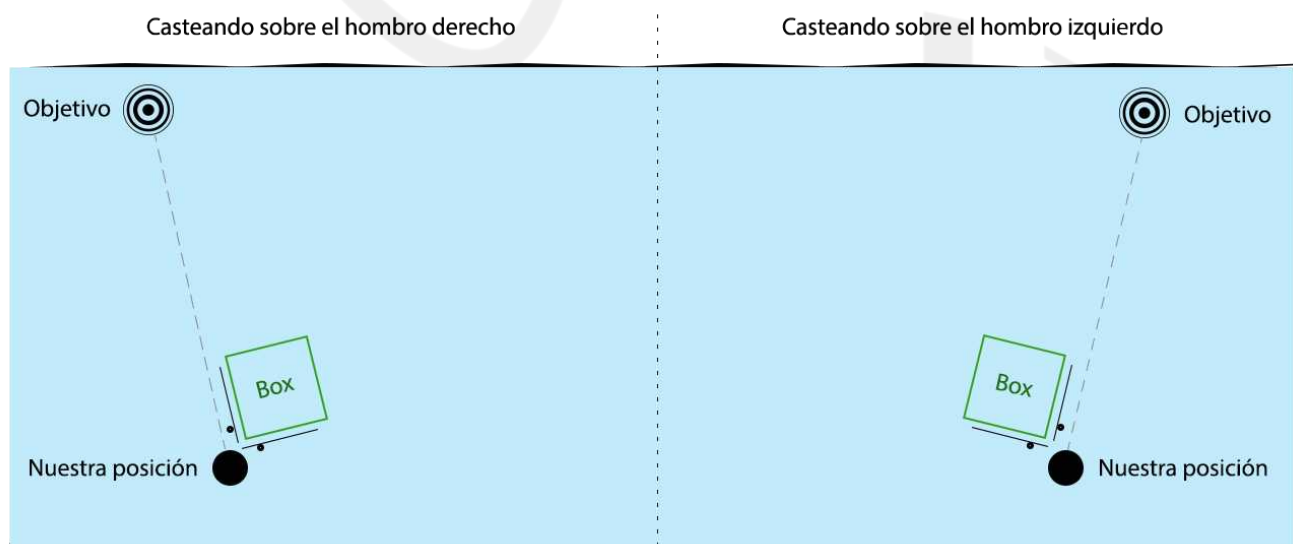 Casteando sobre el hombro derecho
Casteando sobre el hombro izquierdo
Objetivo
Objetivo
Box
Box
Nuestra posición
Nuestra posición